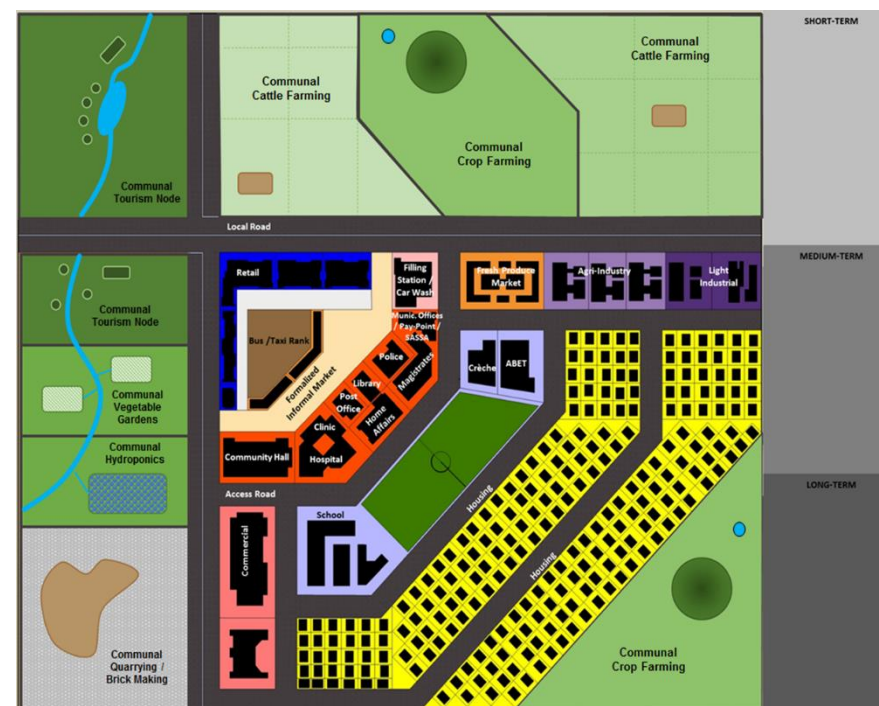 SHORT-TERM
Communal
Cattle Farming
Communal
Cattle Farming
Communal
Crop Farming
Communal
Tourism Node
Local Road
MEDIUM-TERM
Retail
Filling
Station /
Car Wash
Fresh Produce
Market
Agri-Industry
Light
Industrial
Communal
Tourism Node
Bus /Taxi Rank
Munic. Offices
/ Pay-Point /
SASSA
Formalized
Informal Market
Police
Magistrates
Library
Post
Office
Home
Affairs
Clinic
Hospital
Community Hall
Crèche
ABET
Communal
Vegetable
Gardens
Communal
Hydroponics
Access Road
LONG-TERM
School
Commercial
Housing
Housing
Communal
Quarrying /
Brick Making
Communal
Crop Farming